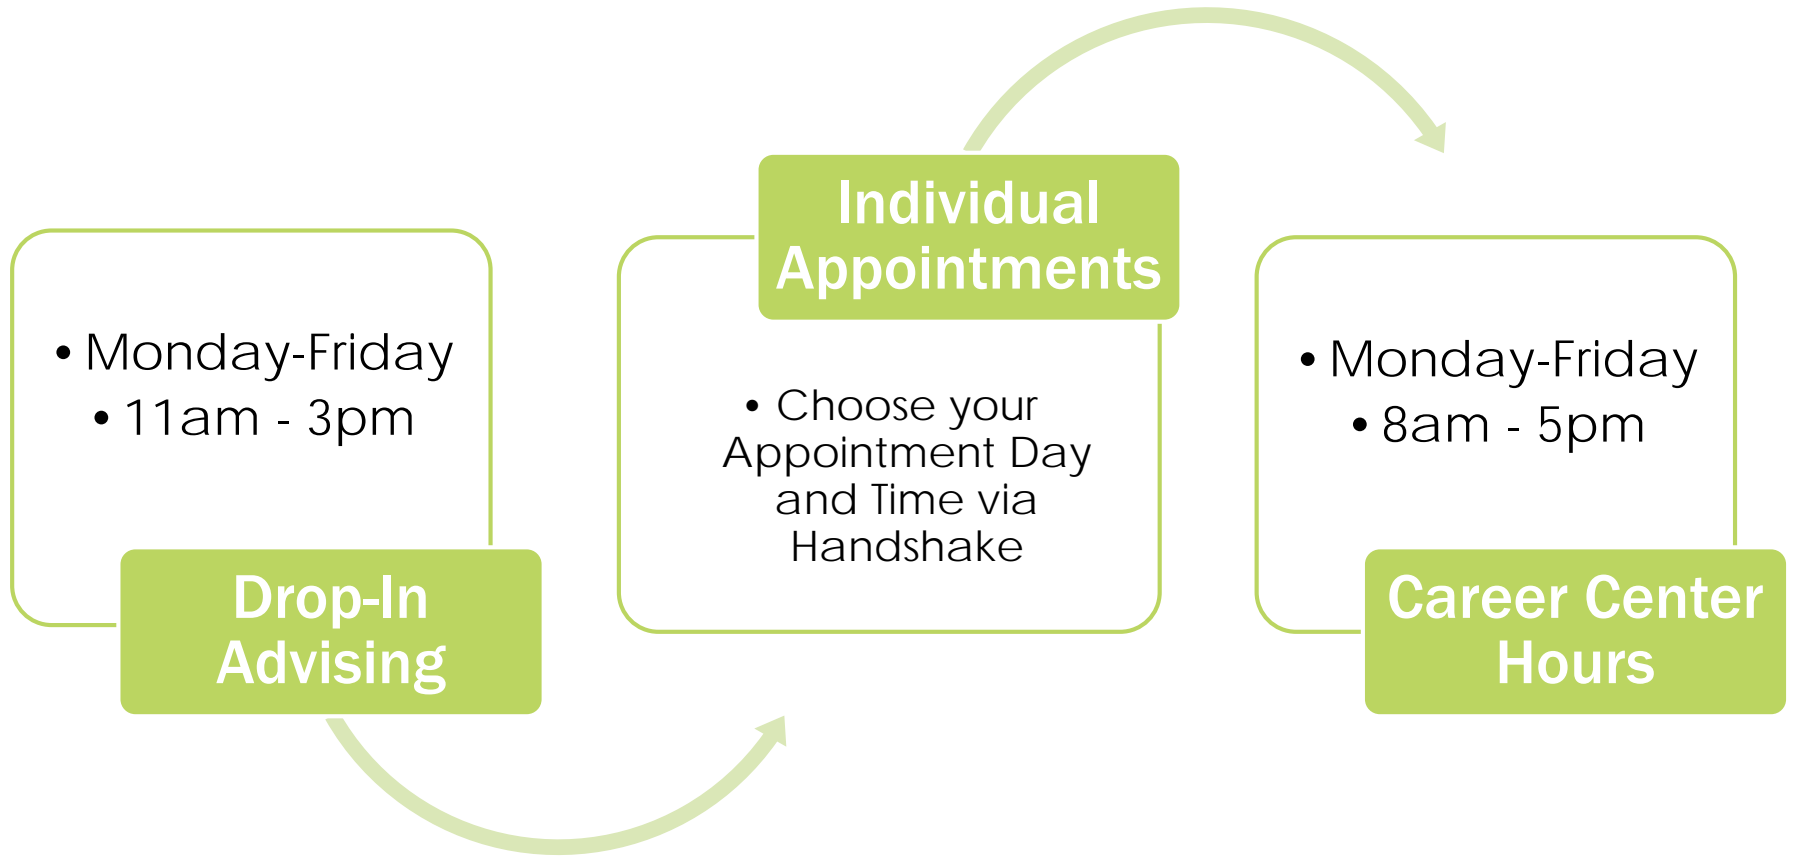 • Monday-Friday
• 11am - 3pm
Drop-In
Advising
Individual
Appointments
• Choose your
Appointment Day
and Time via
Handshake
• Monday-Friday
• 8am - 5pm
Career Center
Hours